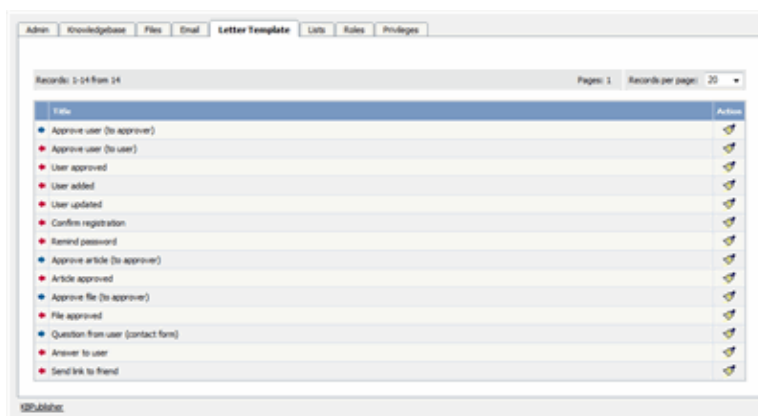 Admin Knowledgebase Files Email Letter Template Lists Roles Privileges
Records: 1-14 from 14 Pages: 1 Records per page: 20
Title Action
Approve user (to approver)
Approve user (to user)
User approved
User added
User updated
Confirm registration
Remind password
Approve article (to approver)
Article approved
Approve file (to approver)
File approved
Question from user (contact form)
Answer to user
Send link to friend
KBPublisher